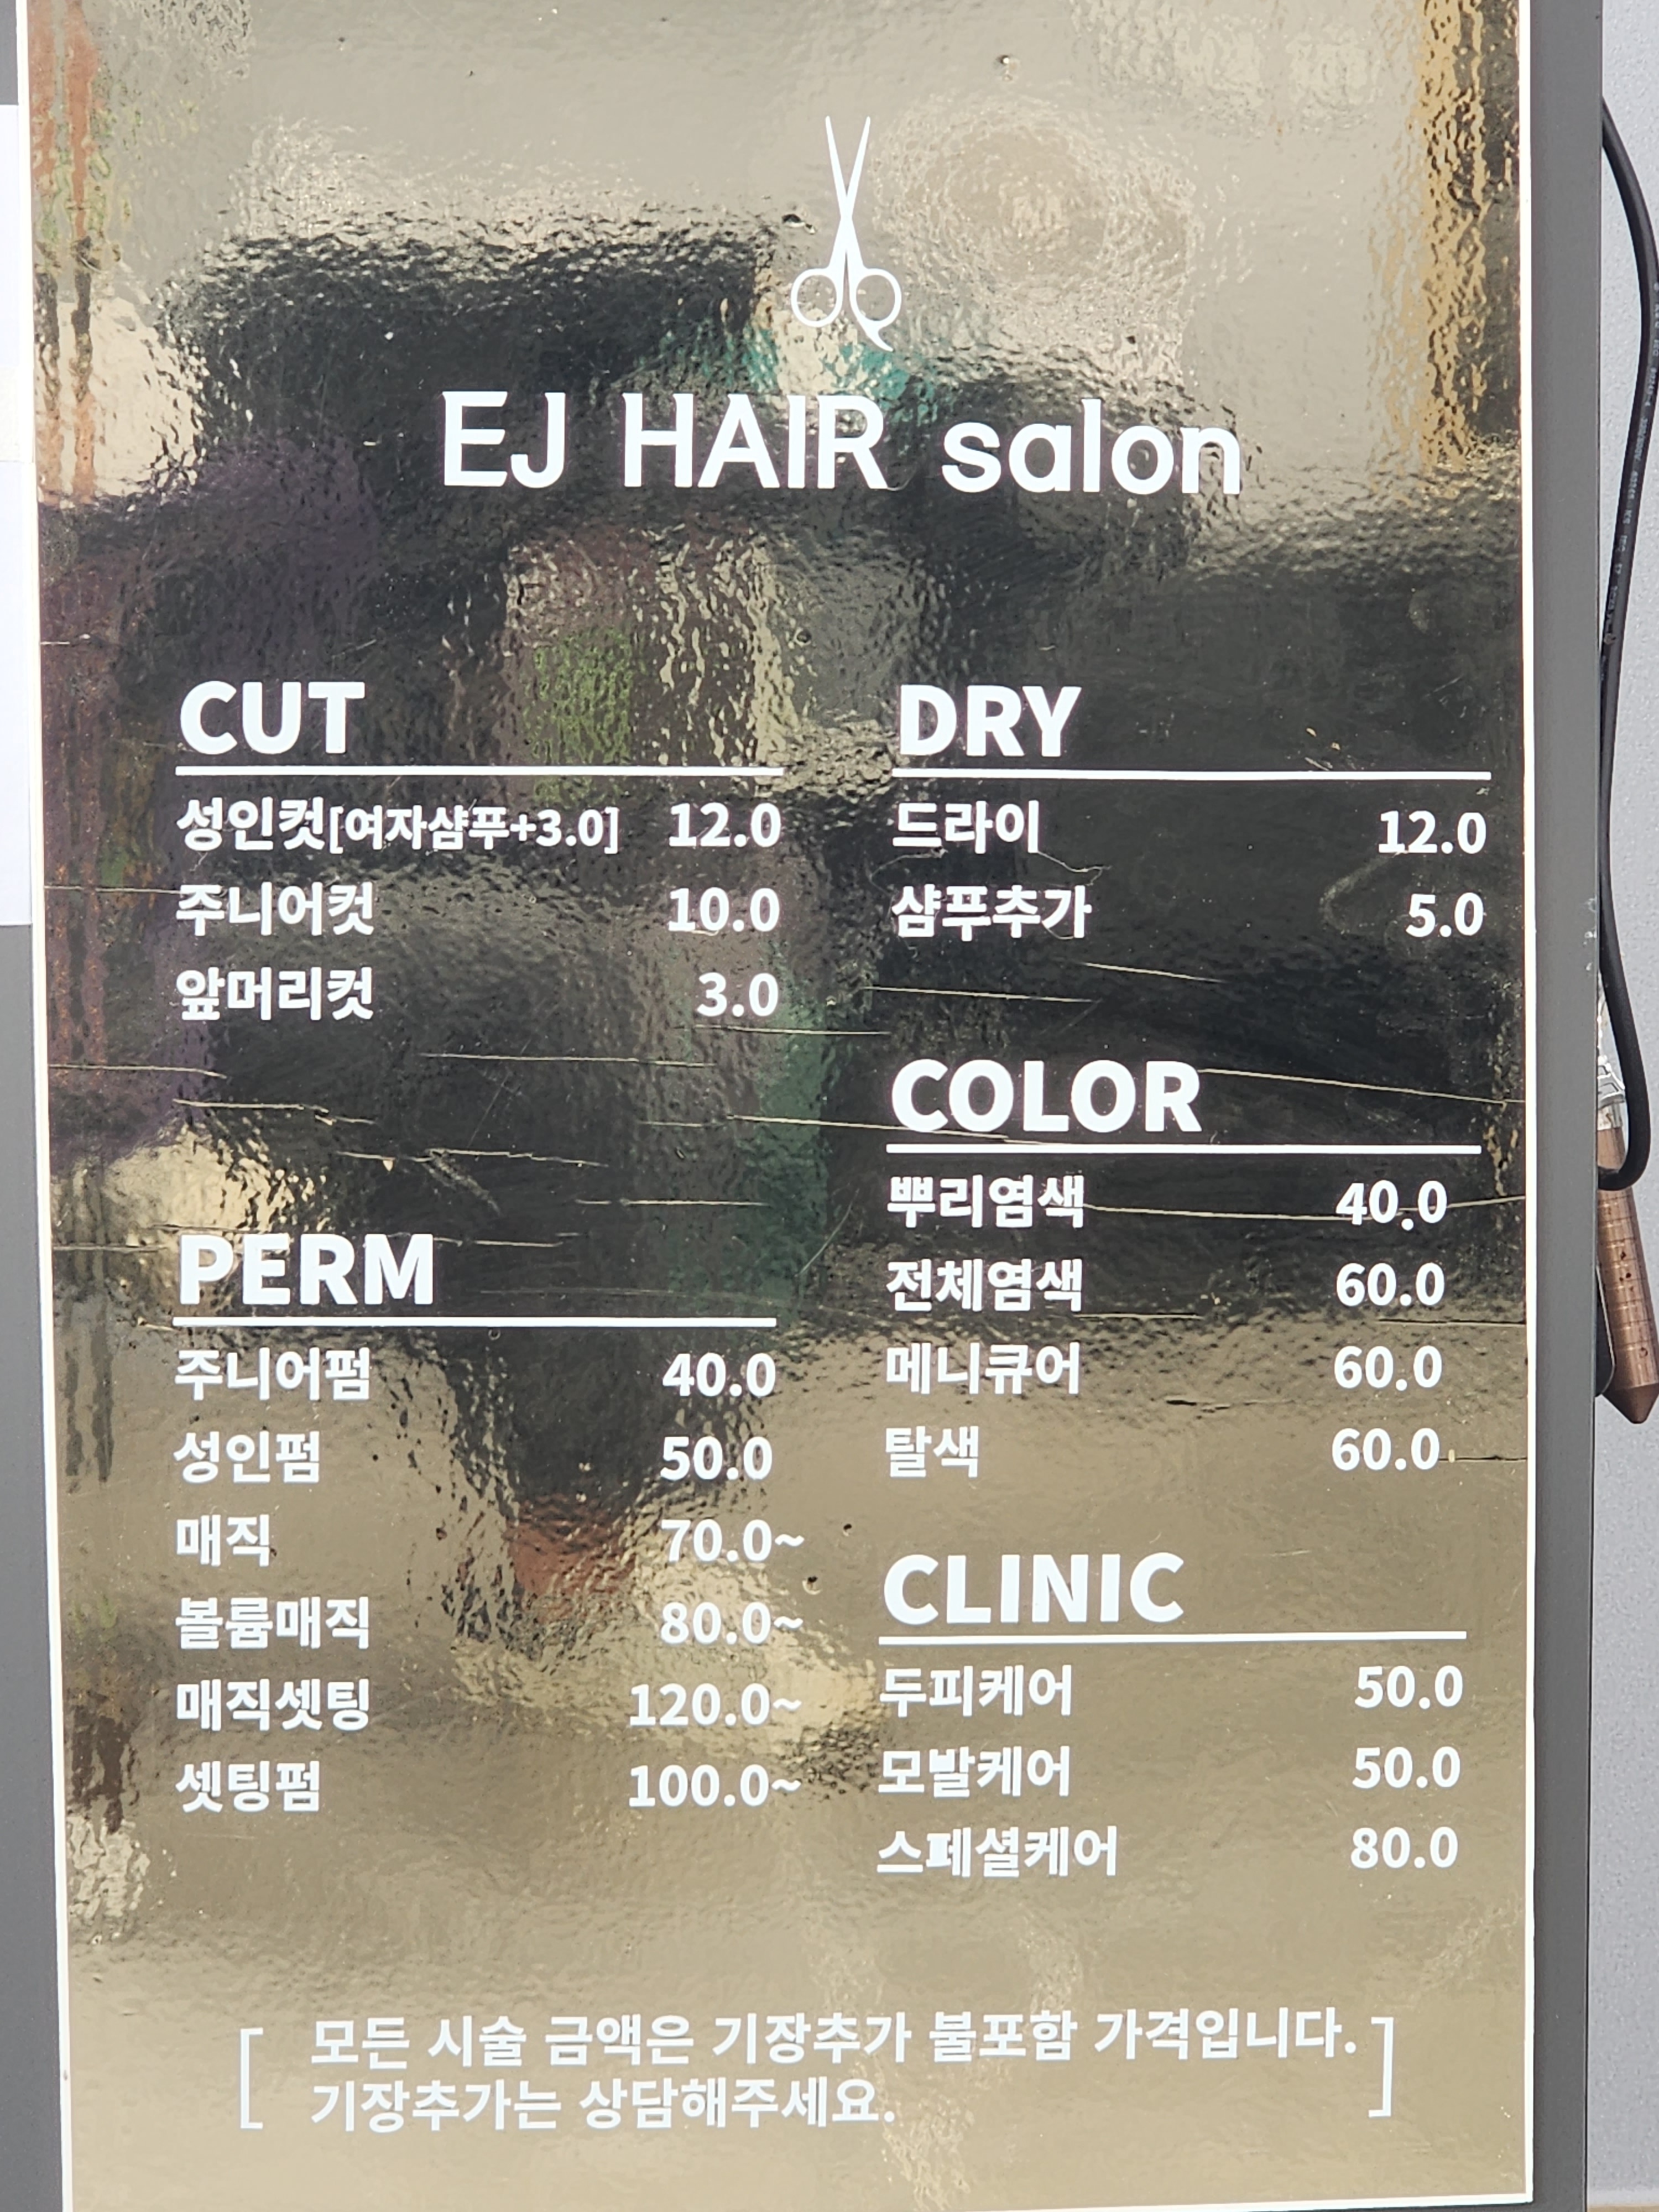 EJ HAIR salon
CUT
성인컷[여자샴푸+3.0] 12.0
주니어컷 10.0
앞머리컷 3.0
PERM
주니어펌 40.0
성인펌 50.0
매직 70.0~
볼륨매직 80.0~
매직셋팅 120.0~
셋팅펌 100.0~
DRY
드라이 12.0
샴푸추가 5.0
COLOR
뿌리염색 40.0
전체염색 60.0
메니큐어 60.0
탈색 60.0
CLINIC
두피케어 50.0
모발케어 50.0
스페셜케어 80.0
[ 모든 시술 금액은 기장추가 불포함 가격입니다.
기장추가는 상담해주세요. ]